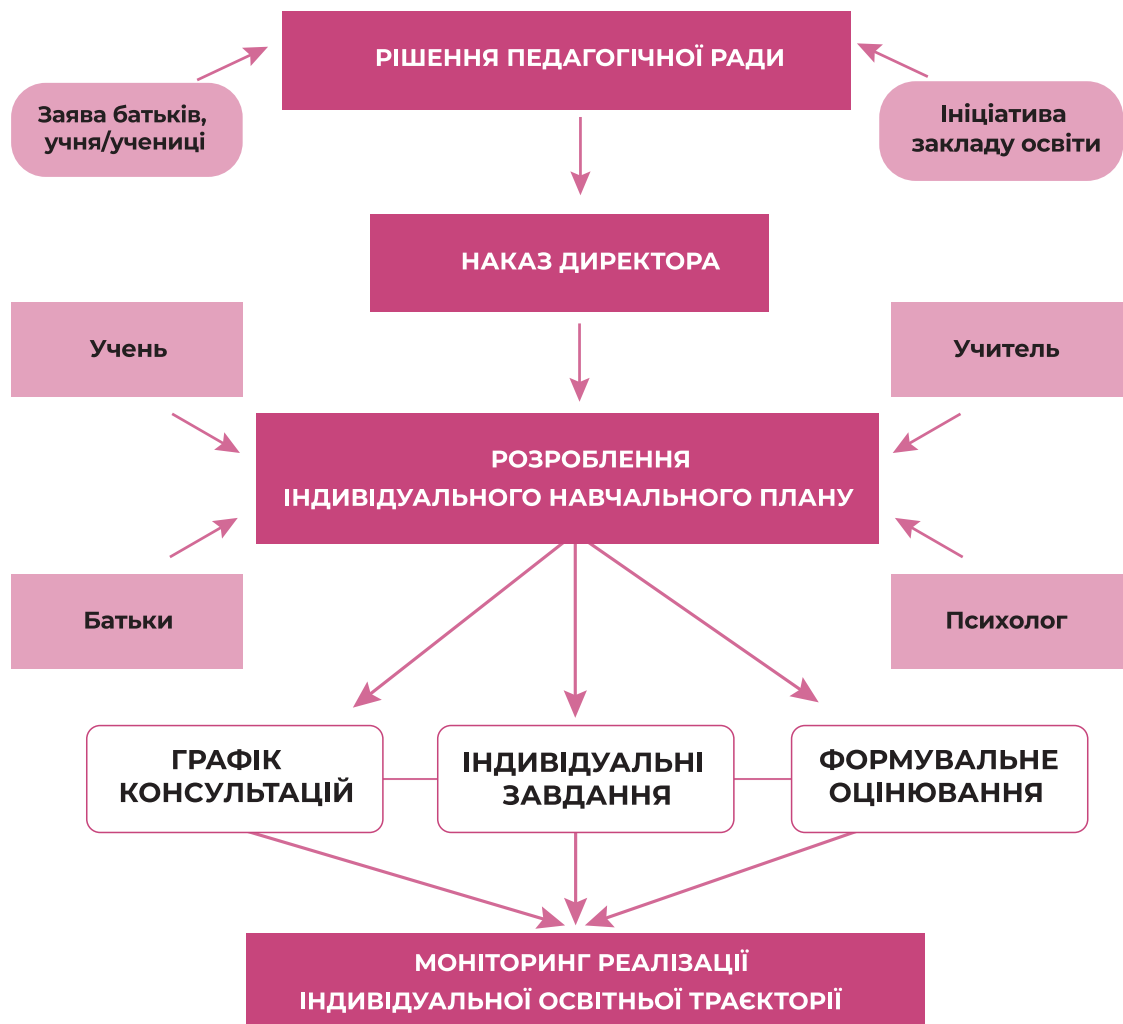 РІШЕННЯ ПЕДАГОГІЧНОЇ РАДИ
Заява батьків,
учня/учениці
Ініціатива
закладу освіти
НАКАЗ ДИРЕКТОРА
Учень
Учитель
РОЗРОБЛЕННЯ
ІНДИВІДУАЛЬНОГО НАВЧАЛЬНОГО ПЛАНУ
Батьки
Психолог
ГРАФІК
КОНСУЛЬТАЦІЙ
ІНДИВІДУАЛЬНІ
ЗАВДАННЯ
ФОРМУВАЛЬНЕ
ОЦІНЮВАННЯ
МОНІТОРИНГ РЕАЛІЗАЦІЇ
ІНДИВІДУАЛЬНОЇ ОСВІТНЬОЇ ТРАЄКТОРІЇ